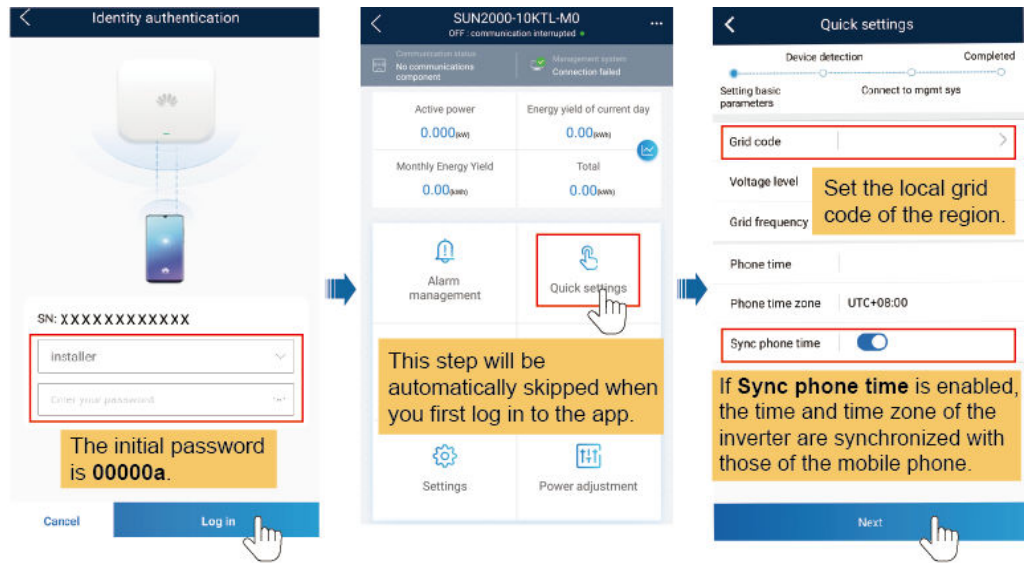 Identity authentication
SN: XXXXXXXXXXXX
installer
Enter your password
The initial password
is 00000a.
Cancel
Log in
SUN2000-10KTL-M0
OFF : communication interrupted
Communication status
No communications
component
Management system
Connection failed
Active power
0.000(kW)
Energy yield of current day
0.00(kWh)
Monthly Energy Yield
0.00(kWh)
Total
0.00(kWh)
Alarm
management
Quick settings
This step will be
automatically skipped when
you first log in to the app.
Settings
Power adjustment
Quick settings
Device detection
Completed
Setting basic
parameters
Connect to mgmt sys
Grid code
Voltage level
Grid frequency
Set the local grid
code of the region.
Phone time
Phone time zone
UTC+08:00
Sync phone time
If Sync phone time is enabled,
the time and time zone of the
inverter are synchronized with
those of the mobile phone.
Next